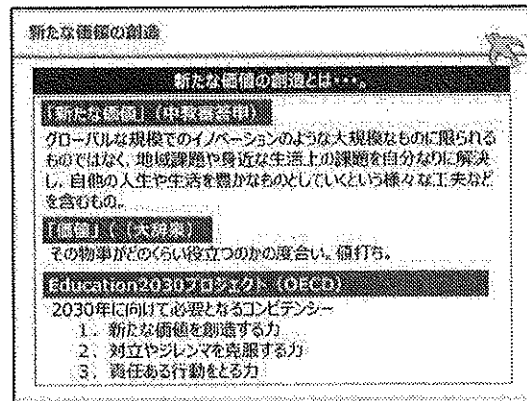 新たな価値の創造
新たな価値の創造とは・・・。
「新たな価値」（中教審答申）
グローバルな規模でのイノベーションのような大規模なものに限られる
ものではなく、地域課題や身近な生活上の課題を自分なりに解決
し、自他の人生や生活を豊かなものとしていくという様々な工夫など
を含むもの。
「価値」（
その物事がどのくらい役立つのかの度合い。値打ち。
Education2030プロジェクト（OECD）
2030年に向けて必要となるコンピテンシー
1．新たな価値を創造する力
2．対立やジレンマを克服する力
3．責任ある行動をとる力